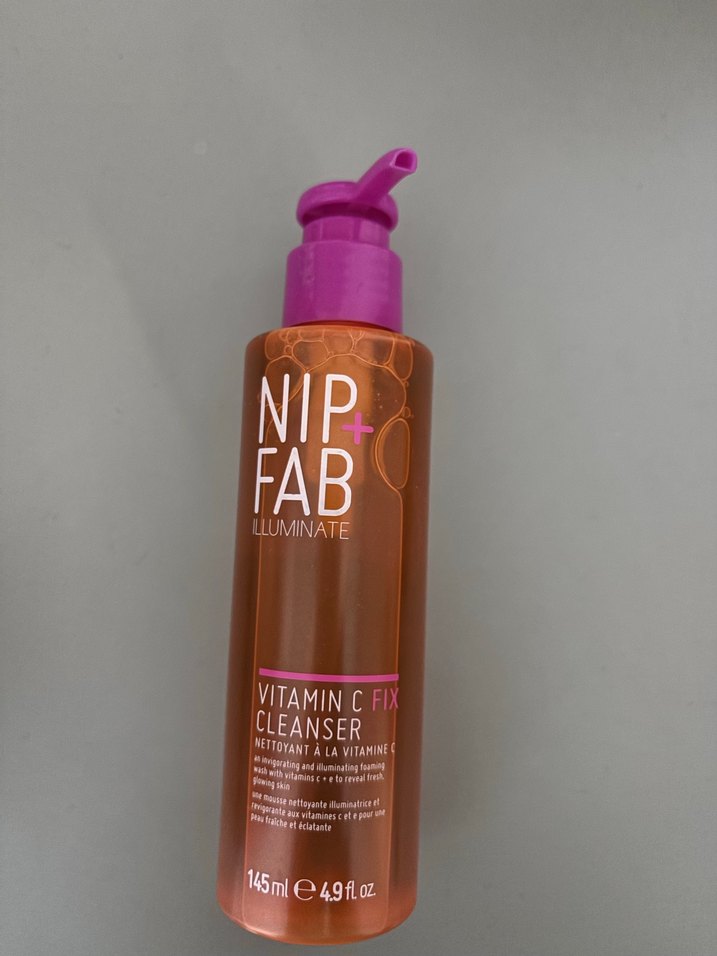 NIP+
FAB
ILLUMINATE
VITAMIN C FIX
CLEANSER
NETTOYANT À LA VITAMINE C
an invigorating and illuminating foaming
wash with vitamins c + e to reveal fresh,
glowing skin
une mousse nettoyante illuminatrice et
revigorante aux vitamines c et e pour une
peau fraîche et éclatante
145 ml ℮ 4.9 fl. oz.